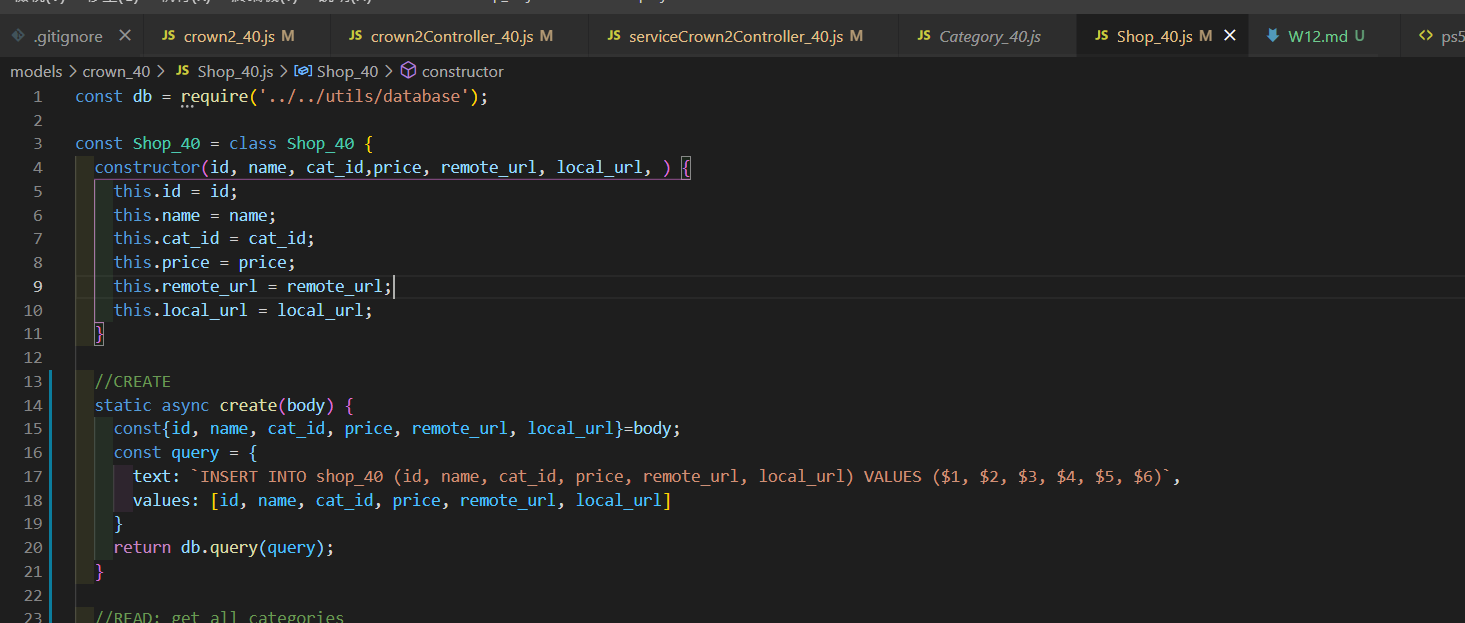 .gitignore JS crown2_40.js M JS crown2Controller_40.js M JS serviceCrown2Controller_40.js M JS Category_40.js JS Shop_40.js M W12.md U <> ps5
models > crown_40 > JS Shop_40.js > Shop_40 > constructor
1 const db = require('../../utils/database');
2
3 const Shop_40 = class Shop_40 {
4 constructor(id, name, cat_id,price, remote_url, local_url, ) {
5 this.id = id;
6 this.name = name;
7 this.cat_id = cat_id;
8 this.price = price;
9 this.remote_url = remote_url;
10 this.local_url = local_url;
11 }
12
13 //CREATE
14 static async create(body) {
15 const{id, name, cat_id, price, remote_url, local_url}=body;
16 const query = {
17 text: `INSERT INTO shop_40 (id, name, cat_id, price, remote_url, local_url) VALUES ($1, $2, $3, $4, $5, $6)`,
18 values: [id, name, cat_id, price, remote_url, local_url]
19 }
20 return db.query(query);
21 }
22
23 //READ: get all categories